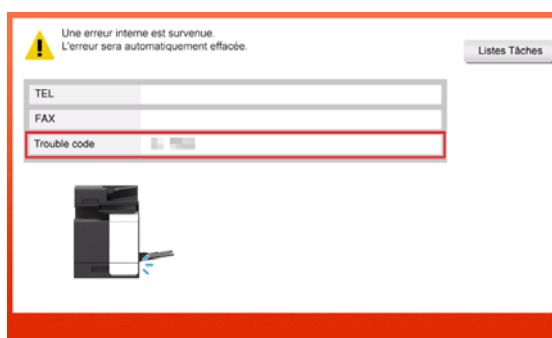 Une erreur interne est survenue.
L'erreur sera automatiquement effacée.
Listes Tâches
TEL
FAX
Trouble code